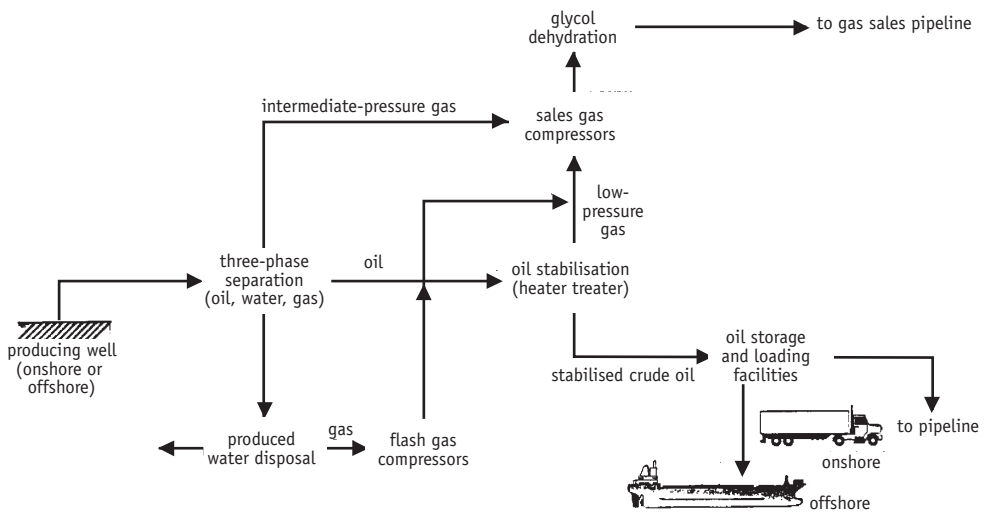 glycol
dehydration
to gas sales pipeline
intermediate-pressure gas
sales gas
compressors
low-
pressure
gas
three-phase
separation
(oil, water, gas)
oil
oil stabilisation
(heater treater)
producing well
(onshore or
offshore)
oil storage
and loading
facilities
stabilised crude oil
produced
water disposal
gas
flash gas
compressors
to pipeline
onshore
offshore